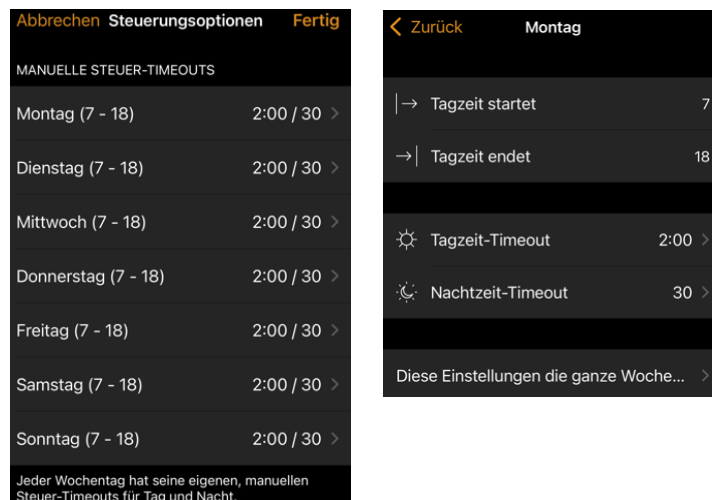 Abbrechen Steuerungsoptionen Fertig
MANUELLE STEUER-TIMEOUTS
Montag (7 - 18) 2:00 / 30
Dienstag (7 - 18) 2:00 / 30
Mittwoch (7 - 18) 2:00 / 30
Donnerstag (7 - 18) 2:00 / 30
Freitag (7 - 18) 2:00 / 30
Samstag (7 - 18) 2:00 / 30
Sonntag (7 - 18) 2:00 / 30
Jeder Wochentag hat seine eigenen, manuellen
Steuer-Timeouts für Tag und Nacht.
Zurück Montag
Tagzeit startet 7
Tagzeit endet 18
Tagzeit-Timeout 2:00
Nachtzeit-Timeout 30
Diese Einstellungen die ganze Woche...